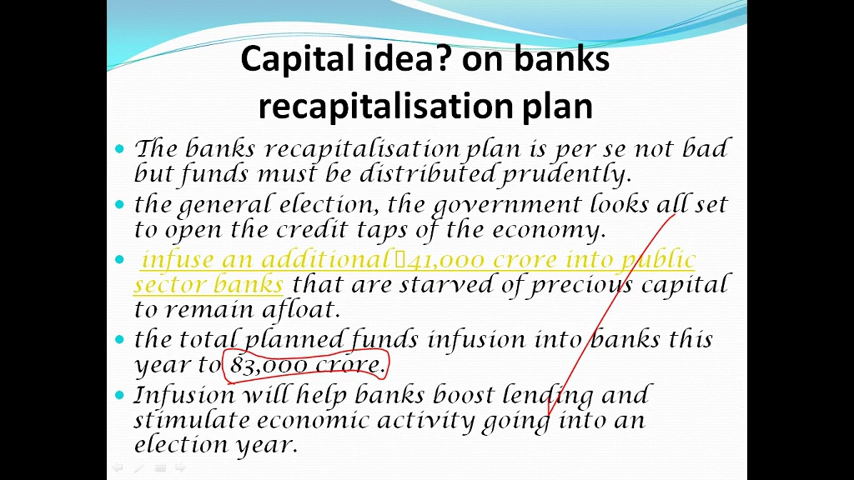 Capital idea? on banks
recapitalisation plan
The banks recapitalisation plan is per se not bad
but funds must be distributed prudently.
the general election, the government looks all set
to open the credit taps of the economy.
infuse an additional 41,000 crore into public
sector banks that are starved of precious capital
to remain afloat.
the total planned funds infusion into banks this
year to 83,000 crore.
Infusion will help banks boost lending and
stimulate economic activity going into an
election year.